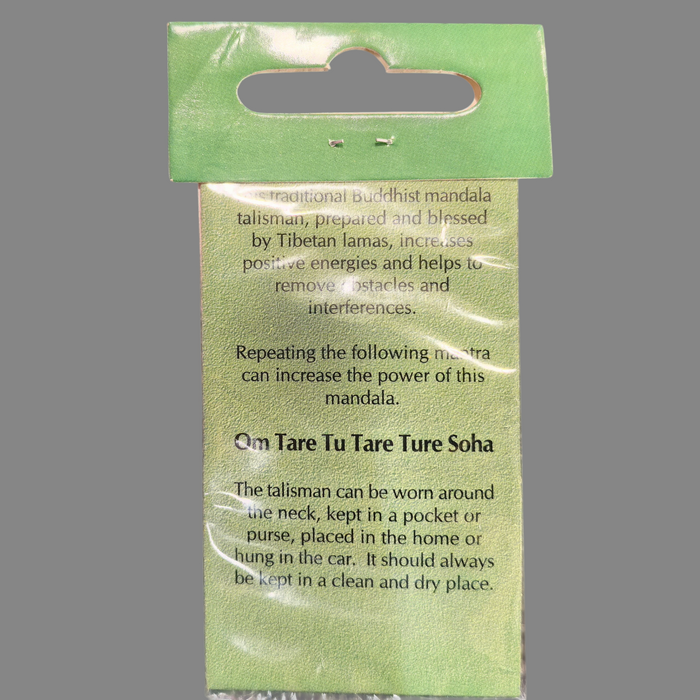 traditional Buddhist mandala
talisman, prepared and blessed
by Tibetan lamas, increases
positive energies and helps to
remove obstacles and
interferences.
Repeating the following mantra
can increase the power of this
mandala.
Om Tare Tu Tare Ture Soha
The talisman can be worn around
the neck, kept in a pocket or
purse, placed in the home or
hung in the car. It should always
be kept in a clean and dry place.